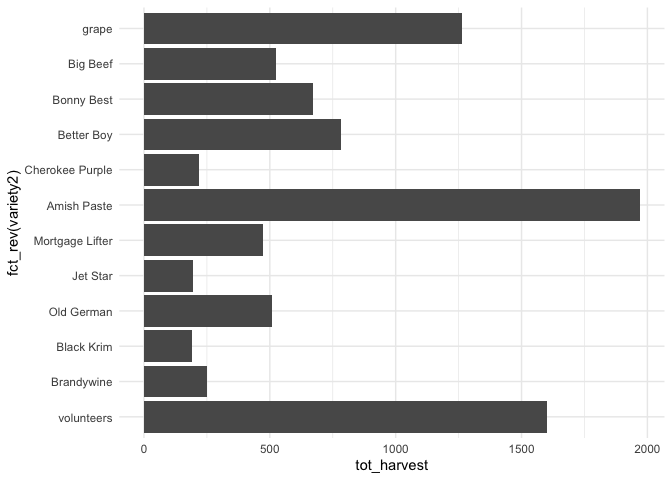 grape
Big Beef
Bonny Best
Better Boy
Cherokee Purple
Amish Paste
Mortgage Lifter
Jet Star
Old German
Black Krim
Brandywine
volunteers
fct_rev(variety2)
0 500 1000 1500 2000
tot_harvest